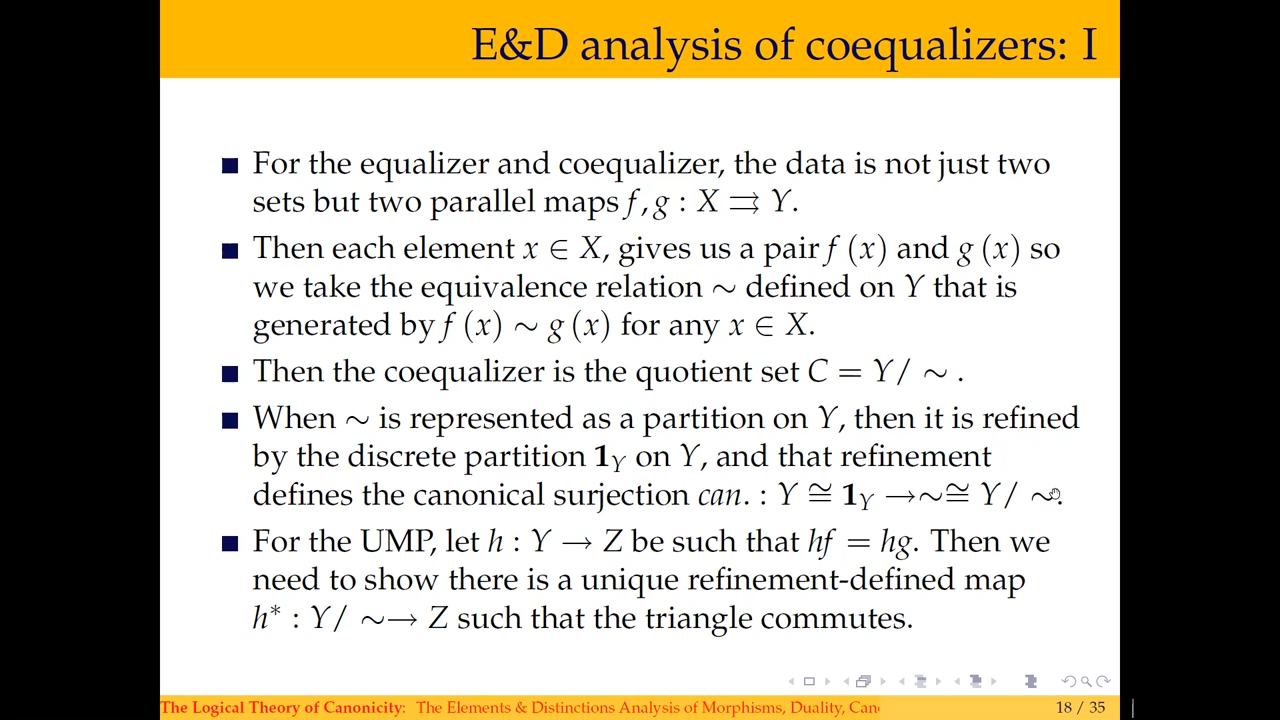 E&D analysis of coequalizers: I
■ For the equalizer and coequalizer, the data is not just two
sets but two parallel maps f, g : X ⇉ Y.
■ Then each element x ∈ X, gives us a pair f (x) and g (x) so
we take the equivalence relation ∼ defined on Y that is
generated by f (x) ∼ g (x) for any x ∈ X.
■ Then the coequalizer is the quotient set C = Y/ ∼ .
■ When ∼ is represented as a partition on Y, then it is refined
by the discrete partition 1_Y on Y, and that refinement
defines the canonical surjection can. : Y ≅ 1_Y →∼≅ Y/ ∼.
■ For the UMP, let h : Y → Z be such that hf = hg. Then we
need to show there is a unique refinement-defined map
h* : Y/ ∼→ Z such that the triangle commutes.
The Logical Theory of Canonicity: The Elements & Distinctions Analysis of Morphisms, Duality, Cano
18 / 35